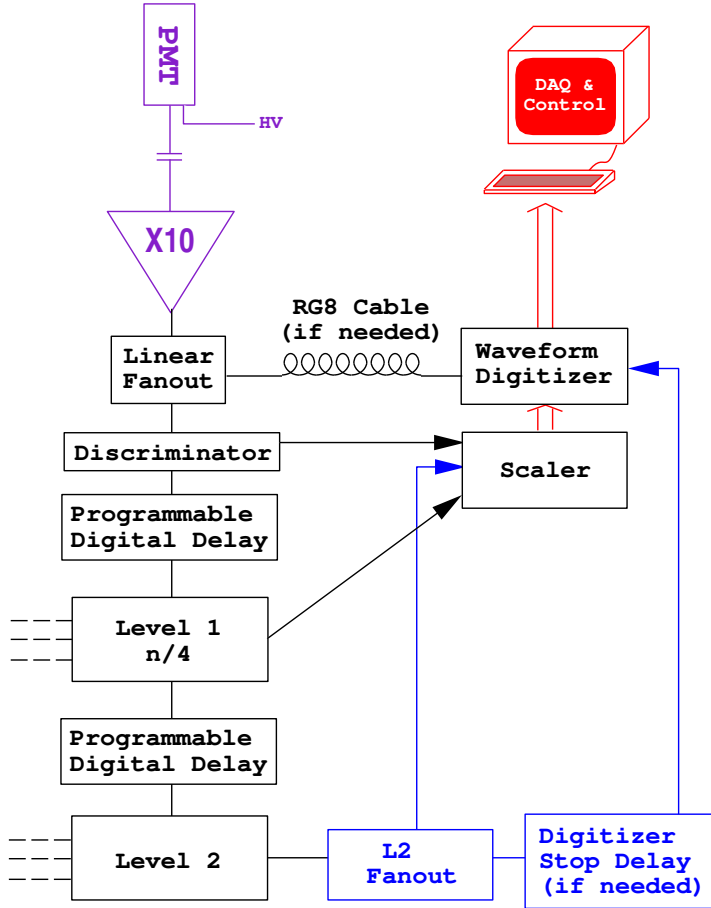 PMT
HV
DAQ &
Control
X10
RG8 Cable
(if needed)
Linear
Fanout
Waveform
Digitizer
Discriminator
Scaler
Programmable
Digital Delay
Level 1
n/4
Programmable
Digital Delay
Level 2
L2
Fanout
Digitizer
Stop Delay
(if needed)